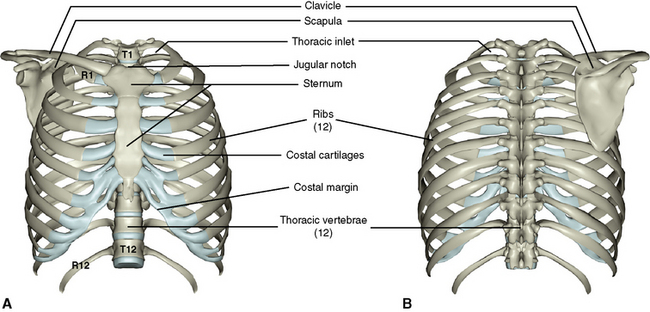 Clavicle
Scapula
Thoracic inlet
Jugular notch
Sternum
Ribs
(12)
Costal cartilages
Costal margin
Thoracic vertebrae
(12)
T1
R1
T12
R12
A
B